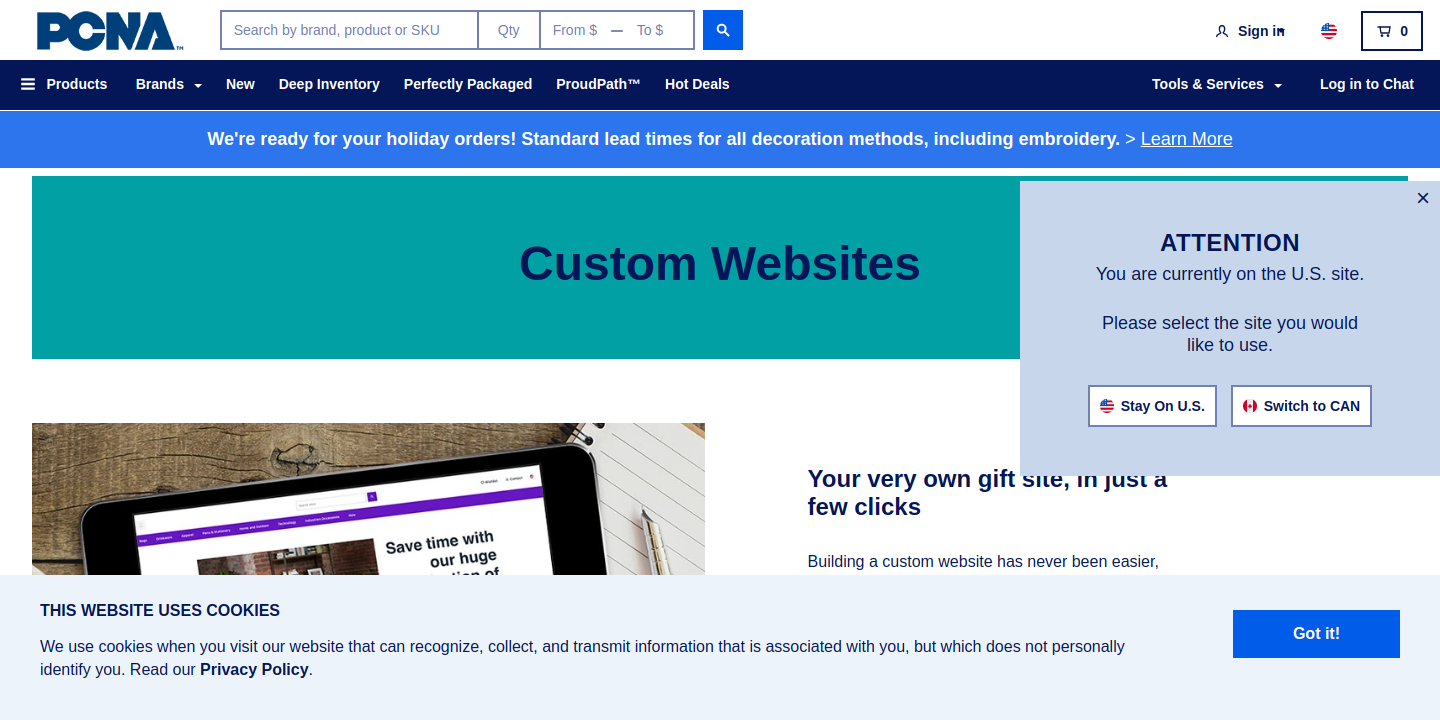 PCNA™
Search by brand, product or SKU
Qty
From $ — To $
Sign in
0
Products
Brands
New
Deep Inventory
Perfectly Packaged
ProudPath™
Hot Deals
Tools & Services
Log in to Chat
We're ready for your holiday orders! Standard lead times for all decoration methods, including embroidery. > Learn More
Custom Websites
×
ATTENTION
You are currently on the U.S. site.
Please select the site you would
like to use.
Stay On U.S.
Switch to CAN
Save time with
our huge
Your very own gift site, in just a
few clicks
Building a custom website has never been easier,
THIS WEBSITE USES COOKIES
We use cookies when you visit our website that can recognize, collect, and transmit information that is associated with you, but which does not personally
identify you. Read our Privacy Policy.
Got it!